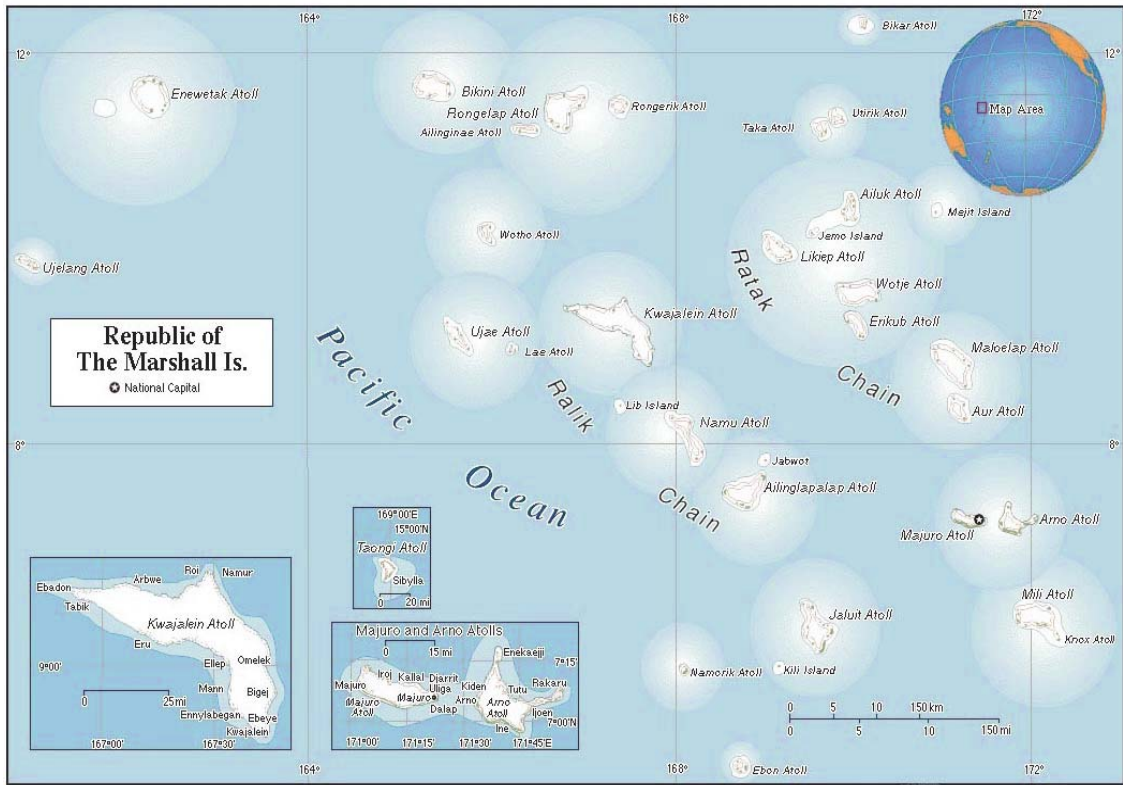 164°
168°
172°
12°
12°
Bikar Atoll
Enewetak Atoll
Bikini Atoll
Rongelap Atoll
Rongerik Atoll
Ailinginae Atoll
Taka Atoll
Utirik Atoll
Map Area
Ailuk Atoll
Mejit Island
Jemo Island
Wotho Atoll
Likiep Atoll
Ujelang Atoll
Ratak
Wotje Atoll
Kwajalein Atoll
Erikub Atoll
Republic of
The Marshall Is.
National Capital
Ujae Atoll
Lae Atoll
Maloelap Atoll
Pacific
Ralik
Chain
Lib Island
Aur Atoll
Namu Atoll
8°
8°
Jabwot
Ocean
Chain
Ailinglapalap Atoll
Majuro Atoll
Arno Atoll
169°00'E
15°00'N
Taongi Atoll
Sibylla
0 20 mi
Roi
Namur
Arbwe
Ebadon
Tabik
Kwajalein Atoll
Eru
Ellep
Omelek
9°00'
Mann
Bigej
0 25 mi
Ennylabegan
Ebeye
Kwajalein
167°00'
167°30'
Majuro and Arno Atolls
0 15 mi
Enekaejji
7°15'
Majuro
Iroj
Kallal
Djarrit
Uliga
Majuro
Dalap
Majuro
Atoll
Kiden
Arno
Tutu
Rakaru
Arno
Atoll
Ijoen
7°00'N
Ine
171°00'
171°15'
171°30'
171°45'E
Mili Atoll
Jaluit Atoll
Knox Atoll
Namorik Atoll
Kili Island
0 5 10 150 km
0 5 10 150 mi
Ebon Atoll
164°
168°
172°